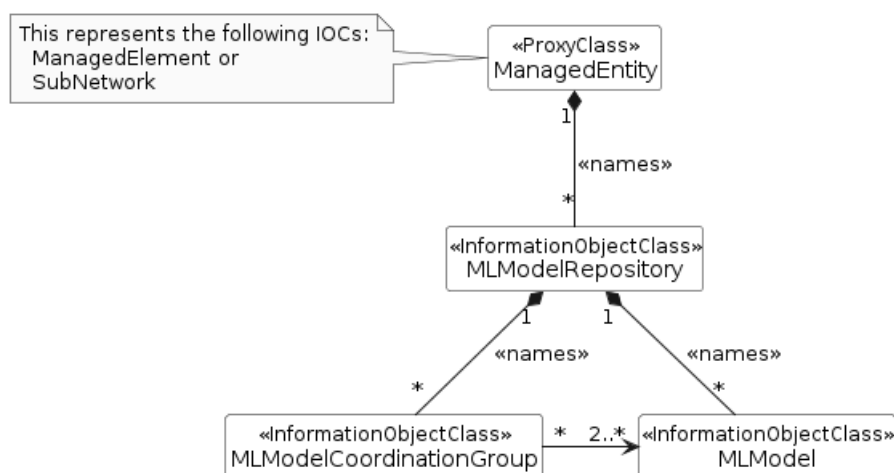 This represents the following IOCs:
ManagedElement or
SubNetwork
«ProxyClass»
ManagedEntity
1
«names»
*
«InformationObjectClass»
MLModelRepository
1
1
«names»
«names»
*
*
«InformationObjectClass»
MLModelCoordinationGroup
*
2..*
«InformationObjectClass»
MLModel